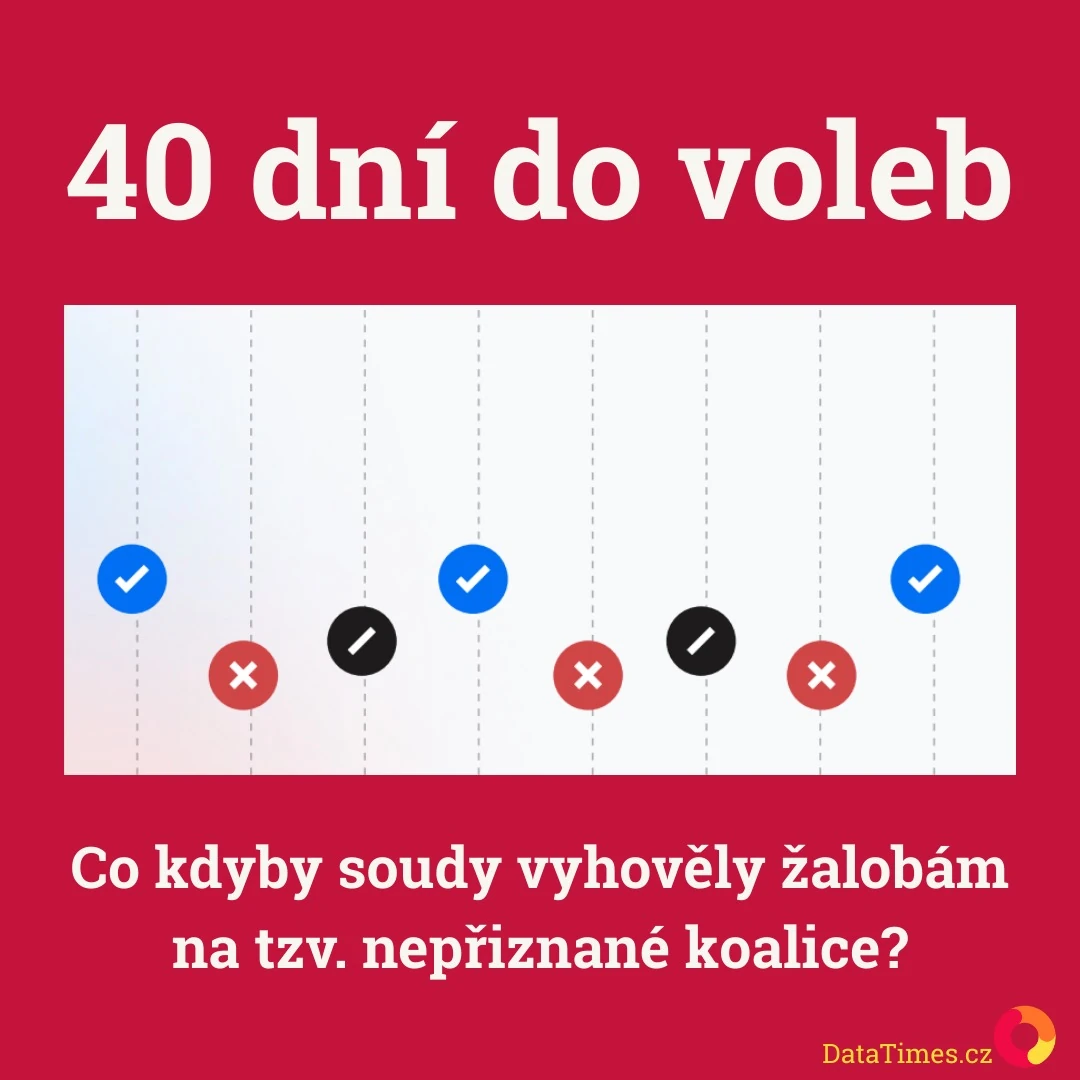 40 dní do voleb
Co kdyby soudy vyhověly žalobám
na tzv. nepřiznané koalice?
DataTimes.cz